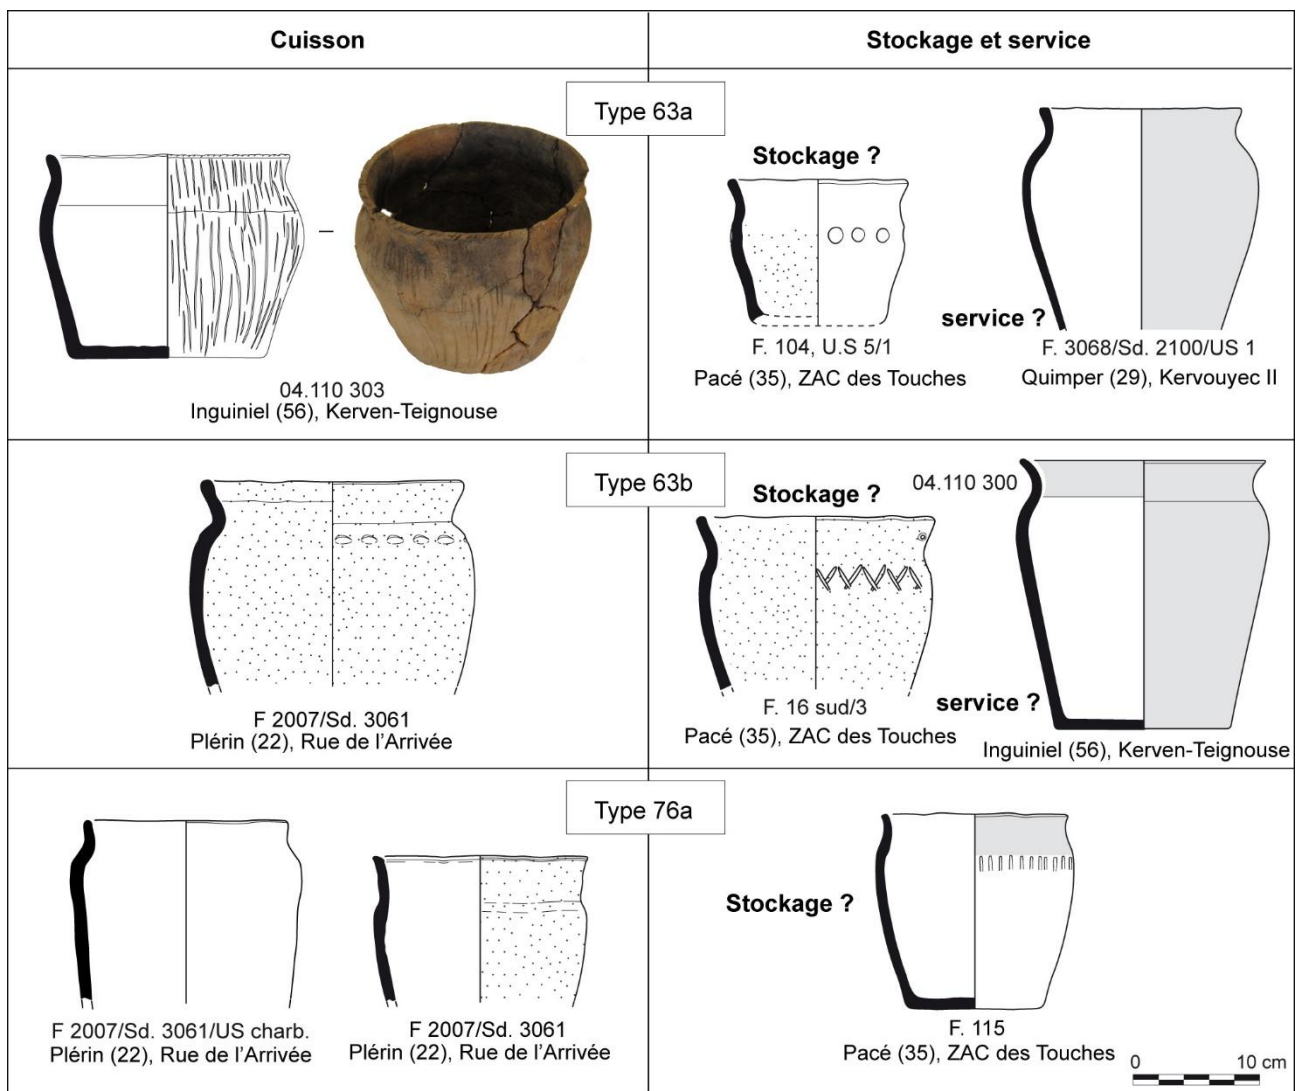 Cuisson
Stockage et service
Type 63a
04.110 303
Inguiniel (56), Kerven-Teignouse
Stockage ?
F. 104, U.S 5/1
Pacé (35), ZAC des Touches
service ?
F. 3068/Sd. 2100/US 1
Quimper (29), Kervouyec II
Type 63b
F 2007/Sd. 3061
Plérin (22), Rue de l'Arrivée
Stockage ?
F. 16 sud/3
Pacé (35), ZAC des Touches
04.110 300
service ?
Inguiniel (56), Kerven-Teignouse
Type 76a
F 2007/Sd. 3061/US charb.
Plérin (22), Rue de l'Arrivée
F 2007/Sd. 3061
Plérin (22), Rue de l'Arrivée
Stockage ?
F. 115
Pacé (35), ZAC des Touches
0 10 cm